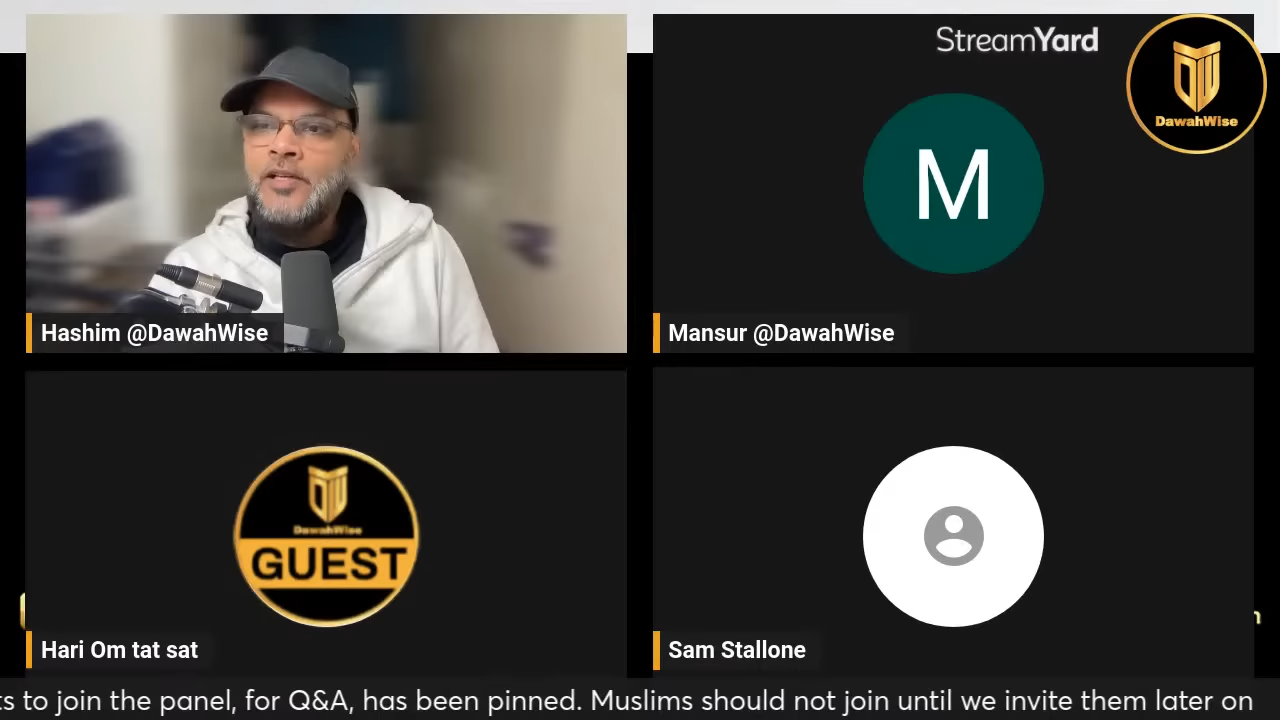 StreamYard
DawahWise
M
Hashim @DawahWise
Mansur @DawahWise
DawahWise
GUEST
Hari Om tat sat
Sam Stallone
to join the panel, for Q&A, has been pinned. Muslims should not join until we invite them later on